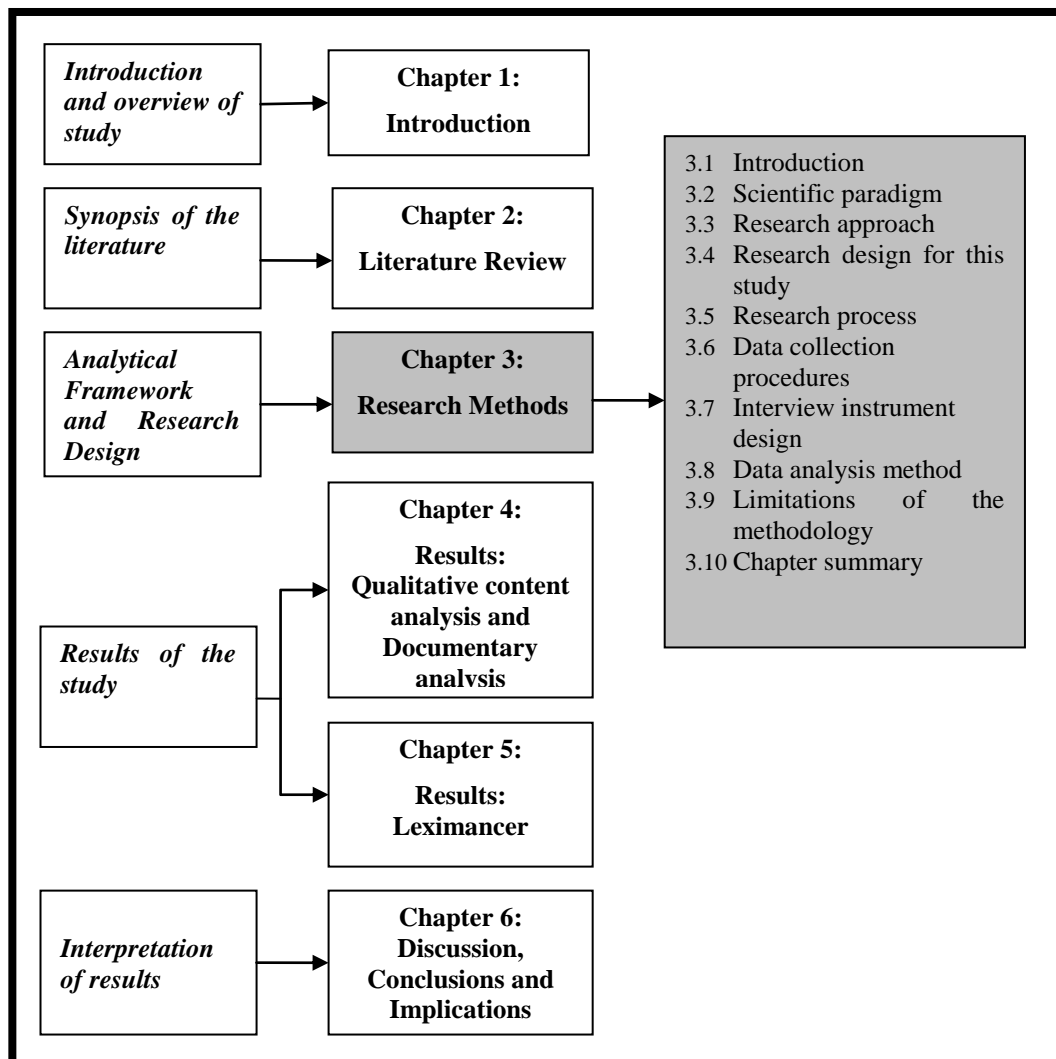 Introduction
and overview of
study
Chapter 1:
Introduction
Synopsis of the
literature
Chapter 2:
Literature Review
Analytical
Framework
and Research
Design
Chapter 3:
Research Methods
3.1 Introduction
3.2 Scientific paradigm
3.3 Research approach
3.4 Research design for this
study
3.5 Research process
3.6 Data collection
procedures
3.7 Interview instrument
design
3.8 Data analysis method
3.9 Limitations of the
methodology
3.10 Chapter summary
Results of the
study
Chapter 4:
Results:
Qualitative content
analysis and
Documentary
analysis
Chapter 5:
Results:
Leximancer
Interpretation
of results
Chapter 6:
Discussion,
Conclusions and
Implications